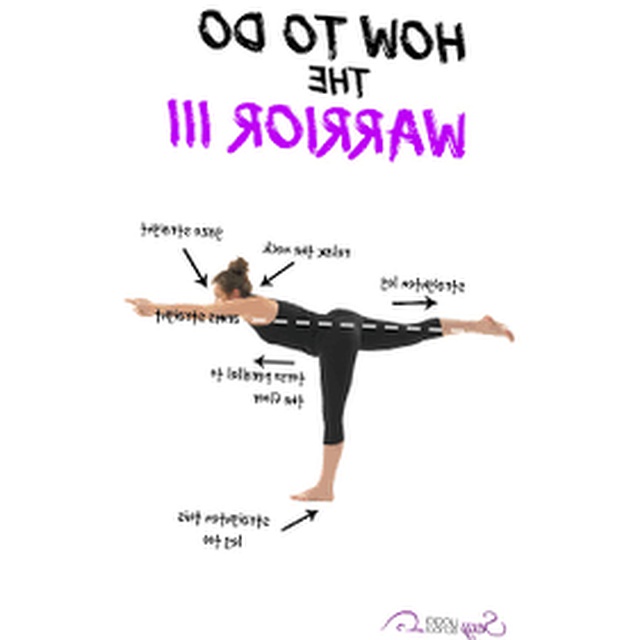 HOW TO DO
THE
WARRIOR III
gaze straight
relax the neck
straighten leg
arms straight
torso parallel to
the floor
straighten this
leg too
Sexy